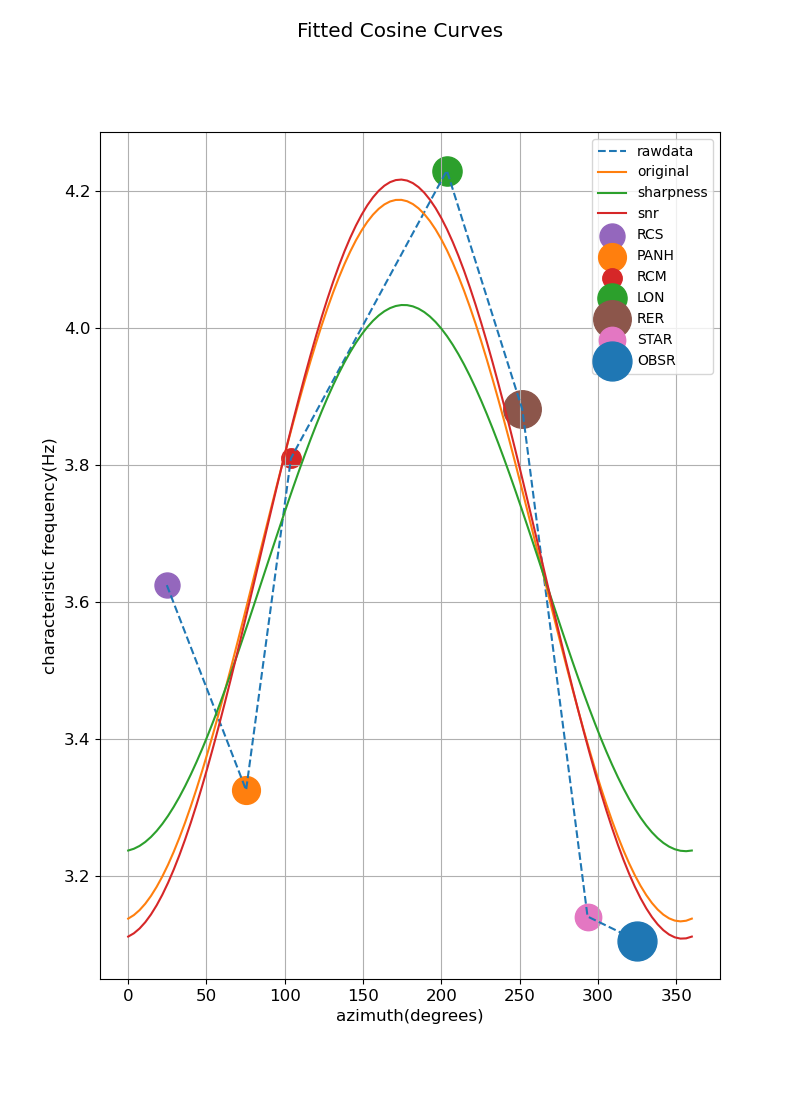 Fitted Cosine Curves
rawdata
original
sharpness
snr
RCS
PANH
RCM
LON
RER
STAR
OBSR
4.2
4.0
3.8
3.6
3.4
3.2
characteristic frequency(Hz)
0 50 100 150 200 250 300 350
azimuth(degrees)